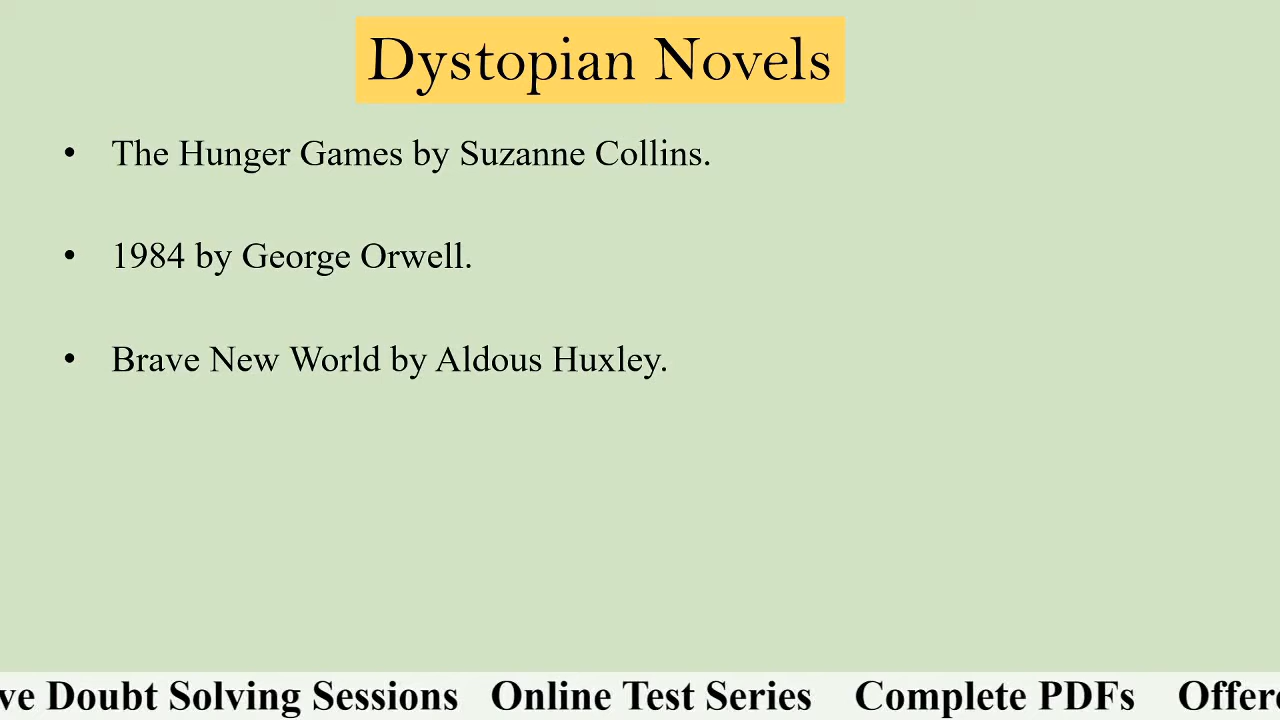 Dystopian Novels
• The Hunger Games by Suzanne Collins.
• 1984 by George Orwell.
• Brave New World by Aldous Huxley.
Doubt Solving Sessions Online Test Series Complete PDFs